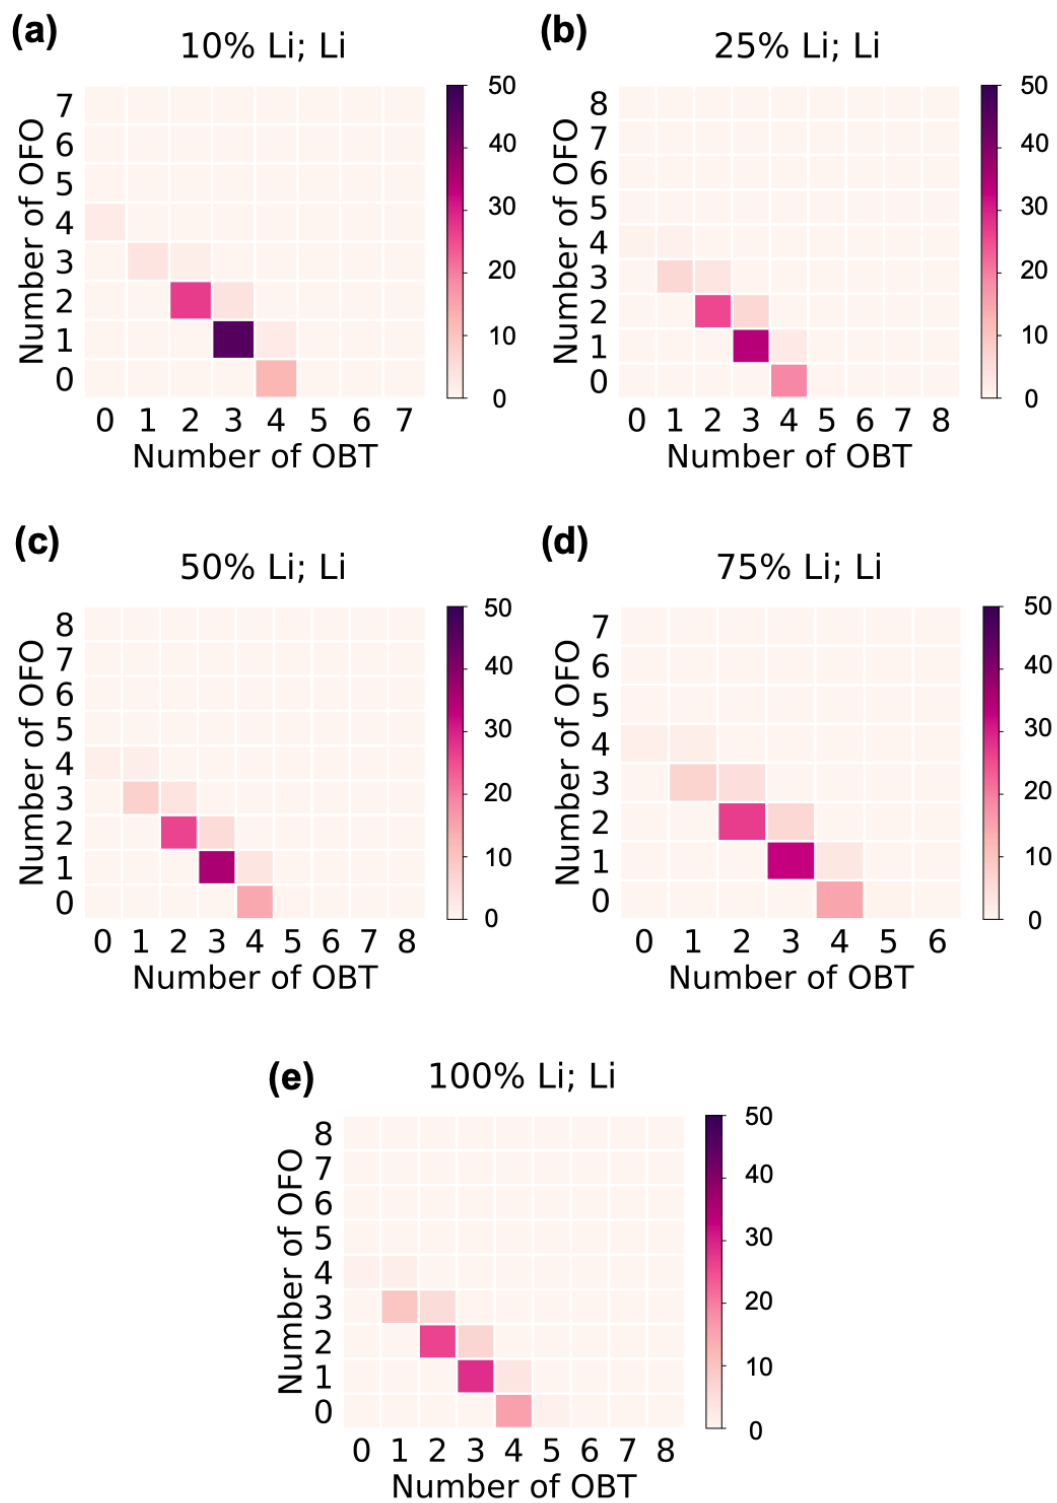 (a)
10% Li; Li
Number of OFO
7
6
5
4
3
2
1
0
0 1 2 3 4 5 6 7
Number of OBT
50
40
30
20
10
0
(b)
25% Li; Li
Number of OFO
8
7
6
5
4
3
2
1
0
0 1 2 3 4 5 6 7 8
Number of OBT
50
40
30
20
10
0
(c)
50% Li; Li
Number of OFO
8
7
6
5
4
3
2
1
0
0 1 2 3 4 5 6 7 8
Number of OBT
50
40
30
20
10
0
(d)
75% Li; Li
Number of OFO
7
6
5
4
3
2
1
0
0 1 2 3 4 5 6
Number of OBT
50
40
30
20
10
0
(e)
100% Li; Li
Number of OFO
8
7
6
5
4
3
2
1
0
0 1 2 3 4 5 6 7 8
Number of OBT
50
40
30
20
10
0